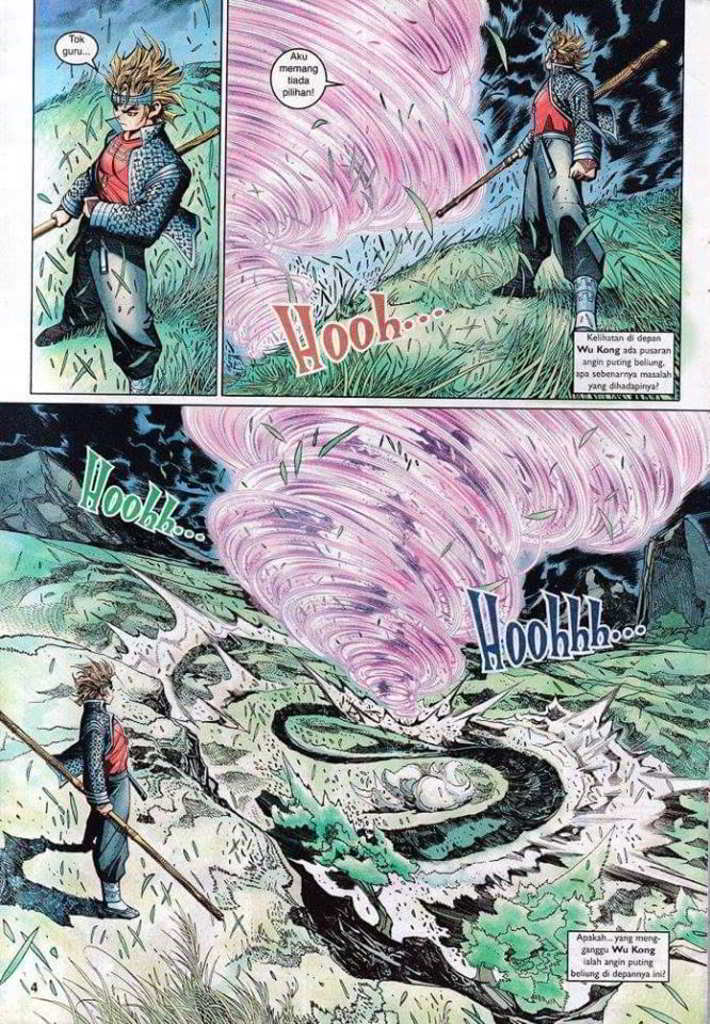 Tok
guru...
Aku
memang
tiada
pilihan!
Hooh...
Kelihatan di depan
Wu Kong ada pusaran
angin puting beliung,
apa sebenarnya masalah
yang dihadapinya?
Hoohh...
Hoohhh...
Apakah... yang meng-
ganggu Wu Kong
ialah angin puting
beliung di depannya ini?
4